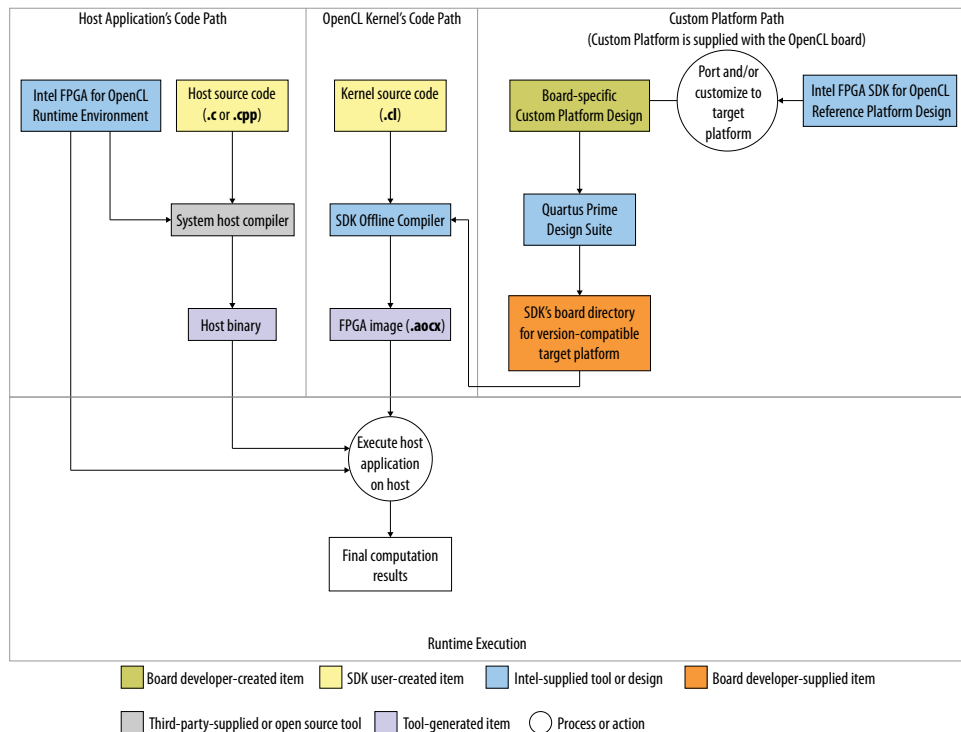 Host Application's Code Path
OpenCL Kernel's Code Path
Custom Platform Path
(Custom Platform is supplied with the OpenCL board)
Intel FPGA for OpenCL
Runtime Environment
Host source code
(.c or .cpp)
Kernel source code
(.cl)
Board-specific
Custom Platform Design
Port and/or
customize to
target
platform
Intel FPGA SDK for OpenCL
Reference Platform Design
System host compiler
SDK Offline Compiler
Quartus Prime
Design Suite
Host binary
FPGA image (.aocx)
SDK's board directory
for version-compatible
target platform
Execute host
application
on host
Final computation
results
Runtime Execution
Board developer-created item
SDK user-created item
Intel-supplied tool or design
Board developer-supplied item
Third-party-supplied or open source tool
Tool-generated item
Process or action